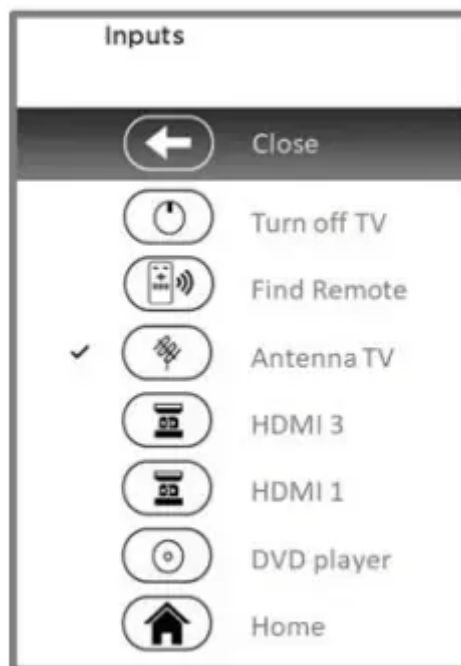 Inputs
Close
Turn off TV
Find Remote
Antenna TV
HDMI 3
HDMI 1
DVD player
Home